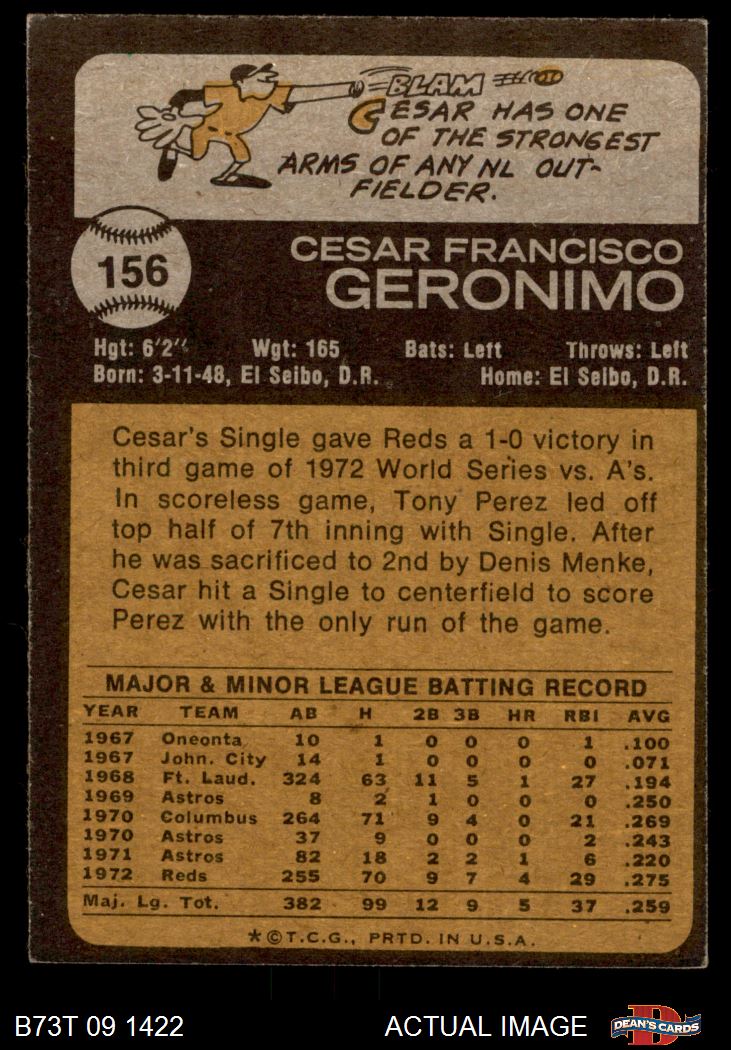 BLAM
CESAR HAS ONE
OF THE STRONGEST
ARMS OF ANY NL OUT-
FIELDER.
156
CESAR FRANCISCO
GERONIMO
Hgt: 6'2" Wgt: 165 Bats: Left Throws: Left
Born: 3-11-48, El Seibo, D.R. Home: El Seibo, D.R.
Cesar's Single gave Reds a 1-0 victory in
third game of 1972 World Series vs. A's.
In scoreless game, Tony Perez led off
top half of 7th inning with Single. After
he was sacrificed to 2nd by Denis Menke,
Cesar hit a Single to centerfield to score
Perez with the only run of the game.
MAJOR & MINOR LEAGUE BATTING RECORD
YEAR TEAM AB H 2B 3B HR RBI AVG
1967 Oneonta 10 1 0 0 0 1 .100
1967 John. City 14 1 0 0 0 0 .071
1968 Ft. Laud. 324 63 11 5 1 27 .194
1969 Astros 8 2 1 0 0 0 .250
1970 Columbus 264 71 9 4 0 21 .269
1970 Astros 37 9 0 0 0 2 .243
1971 Astros 82 18 2 2 1 6 .220
1972 Reds 255 70 9 7 4 29 .275
Maj. Lg. Tot. 382 99 12 9 5 37 .259
*©T.C.G., PRTD. IN U.S.A.
B73T 09 1422 ACTUAL IMAGE DEAN'S CARDS